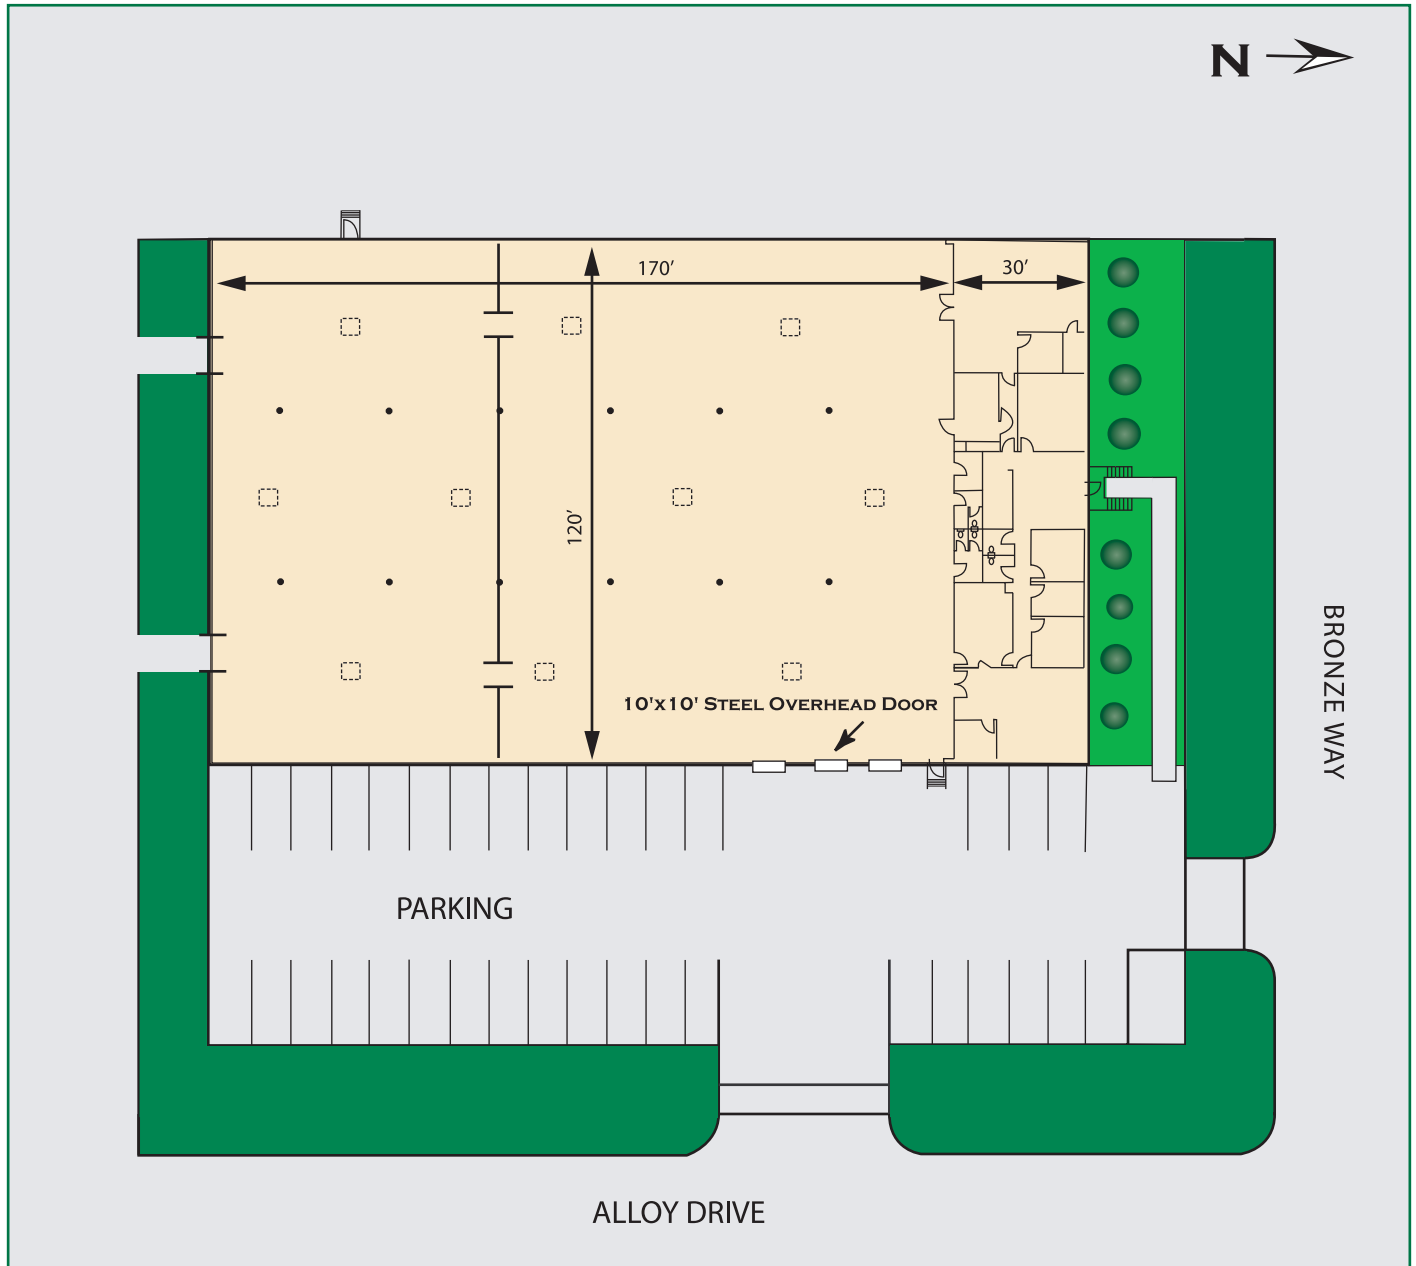 N
170′
30′
120′
10'x10' Steel Overhead Door
BRONZE WAY
PARKING
ALLOY DRIVE